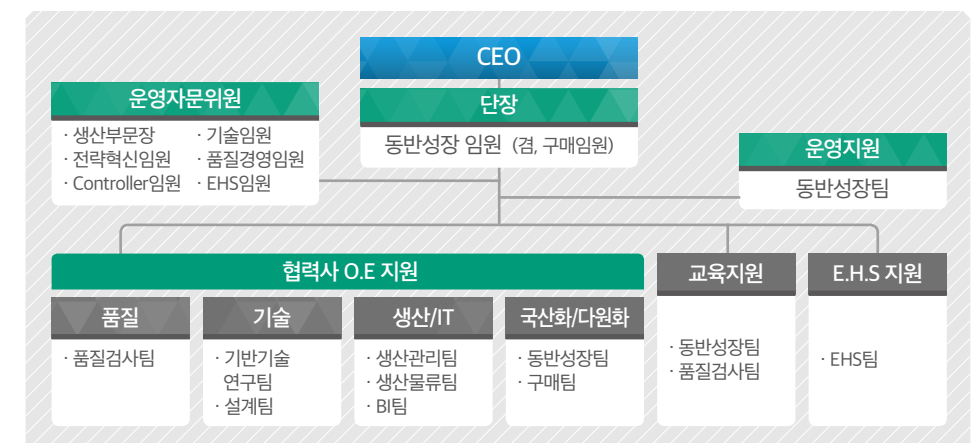 CEO
단장
동반성장 임원 (겸, 구매임원)
운영자문위원
· 생산부문장 · 기술임원
· 전략혁신임원 · 품질경영임원
· Controller임원 · EHS임원
운영지원
동반성장팀
협력사 O.E 지원
품질
· 품질검사팀
기술
· 기반기술
연구팀
· 설계팀
생산/IT
· 생산관리팀
· 생산물류팀
· BI팀
국산화/다원화
· 동반성장팀
· 구매팀
교육지원
· 동반성장팀
· 품질검사팀
E.H.S 지원
· EHS팀